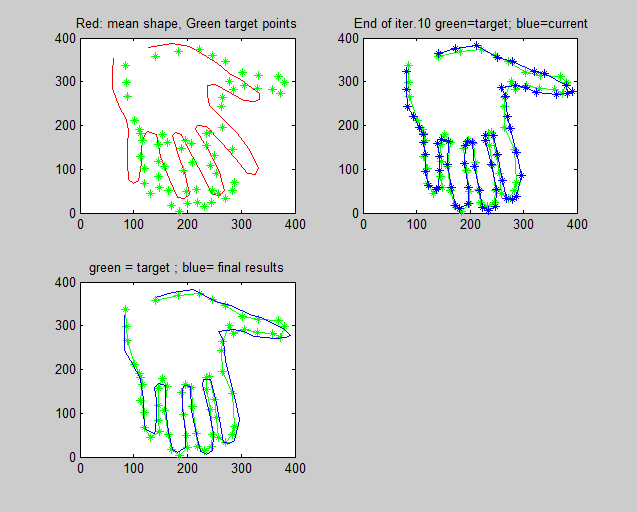 Red: mean shape, Green target points
400
300
200
100
0
0 100 200 300 400
End of iter.10 green=target; blue=current
400
300
200
100
0
0 100 200 300 400
green = target ; blue= final results
400
300
200
100
0
0 100 200 300 400